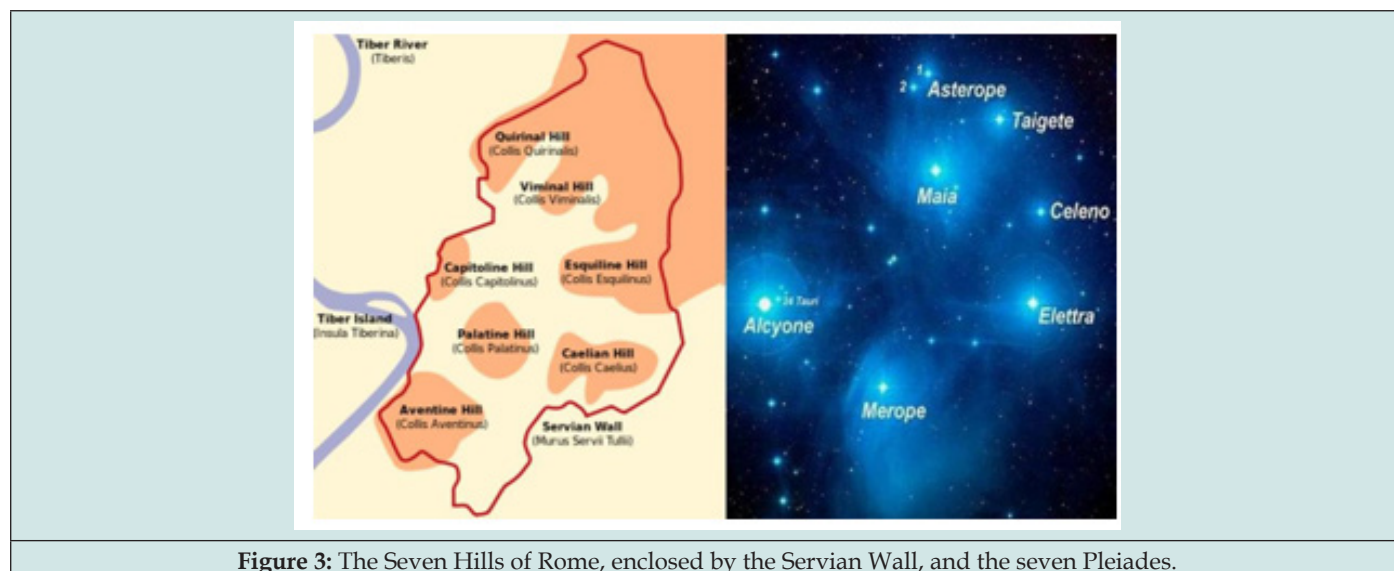 Tiber River
(Tiberis)
Quirinal Hill
(Collis Quirinalis)
Viminal Hill
(Collis Viminalis)
Capitoline Hill
(Collis Capitolinus)
Esquiline Hill
(Collis Esquilinus)
Tiber Island
(Insula Tiberina)
Palatine Hill
(Collis Palatinus)
Caelian Hill
(Collis Caelius)
Aventine Hill
(Collis Aventinus)
Servian Wall
(Murus Servii Tullii)
1
2
Asterope
Taigete
Maia
Celeno
Tauri
Alcyone
Elettra
Merope
Figure 3: The Seven Hills of Rome, enclosed by the Servian Wall, and the seven Pleiades.